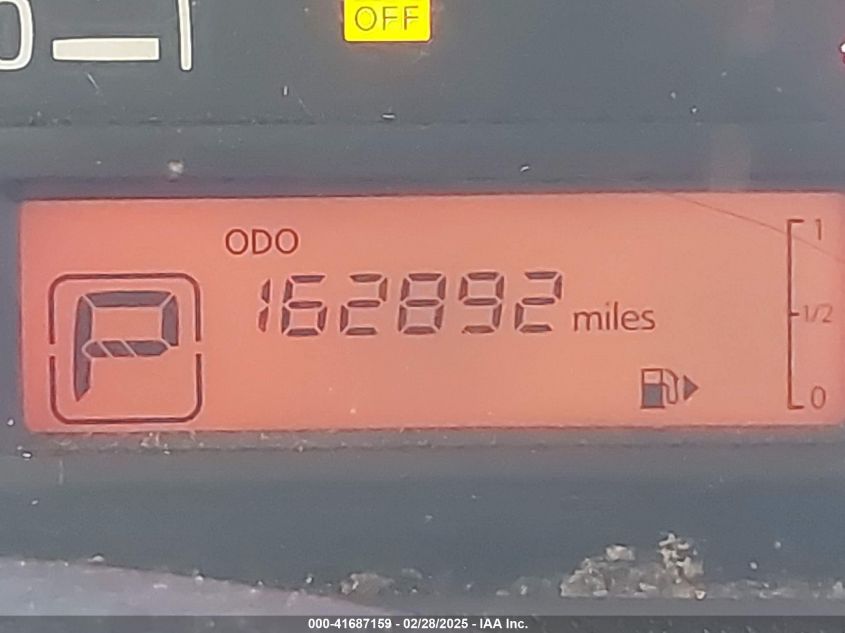 OFF
ODO
162892 miles
P
1
1/2
0
000-41687159 - 02/28/2025 - IAA Inc.